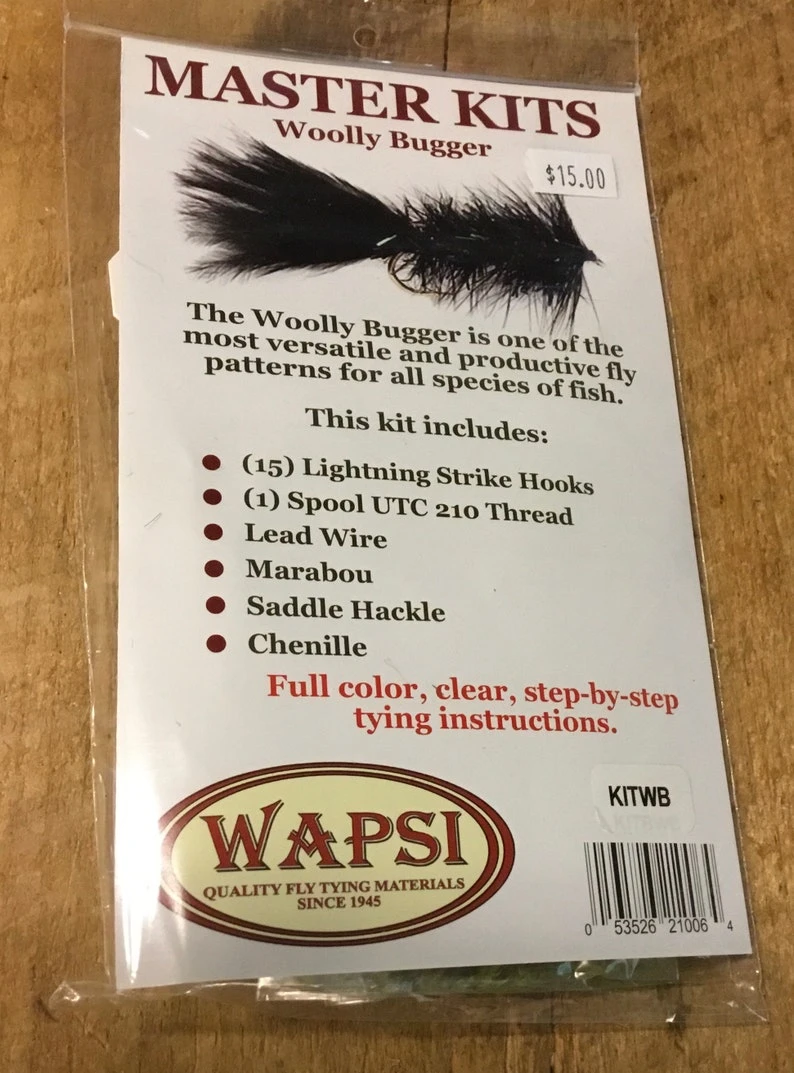 MASTER KITS
Woolly Bugger
$15.00
The Woolly Bugger is one of the
most versatile and productive fly
patterns for all species of fish.
This kit includes:
(15) Lightning Strike Hooks
(1) Spool UTC 210 Thread
Lead Wire
Marabou
Saddle Hackle
Chenille
Full color, clear, step-by-step
tying instructions.
WAPSI
QUALITY FLY TYING MATERIALS
SINCE 1945
KITWB
0 53526 21006 4